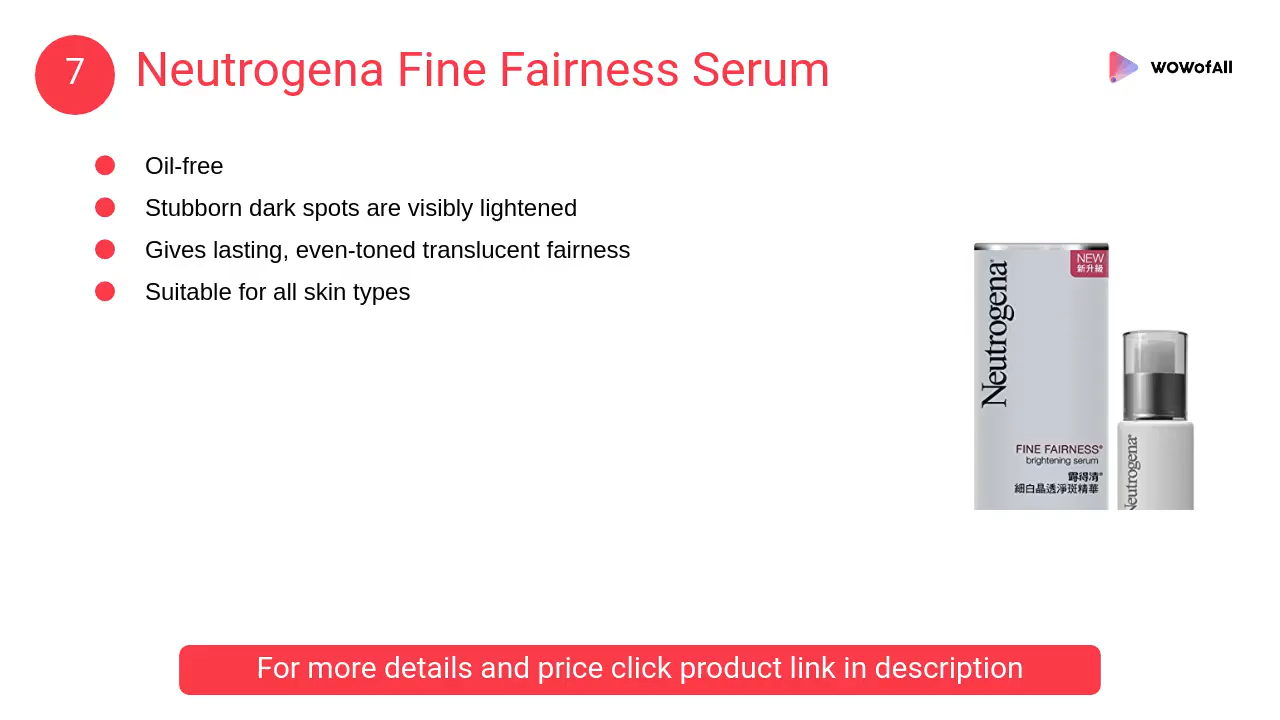 7
Neutrogena Fine Fairness Serum
WOWofAll
Oil-free
Stubborn dark spots are visibly lightened
Gives lasting, even-toned translucent fairness
Suitable for all skin types
NEW
新升級
Neutrogena®
FINE FAIRNESS®
brightening serum
露得清®
細白晶透淨斑精華
Neutrogena®
For more details and price click product link in description